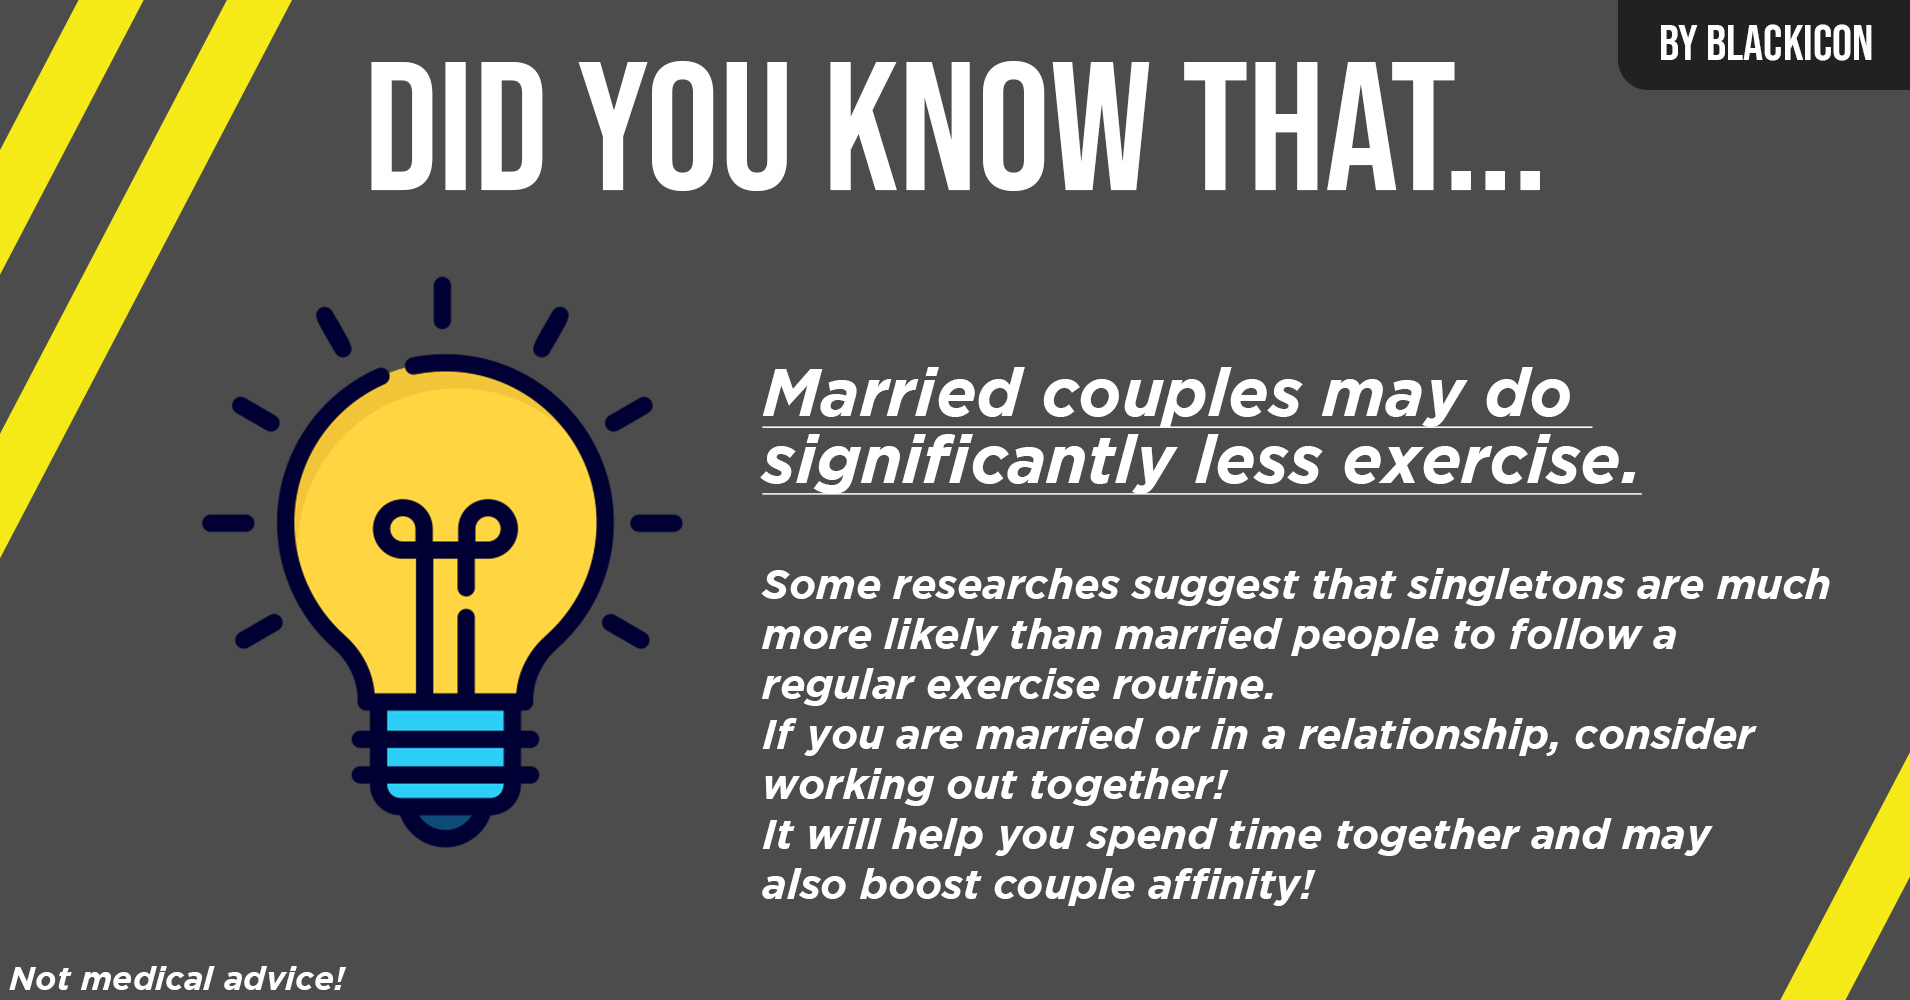 BY BLACKICON
DID YOU KNOW THAT...
Married couples may do
significantly less exercise.
Some researches suggest that singletons are much
more likely than married people to follow a
regular exercise routine.
If you are married or in a relationship, consider
working out together!
It will help you spend time together and may
also boost couple affinity!
Not medical advice!